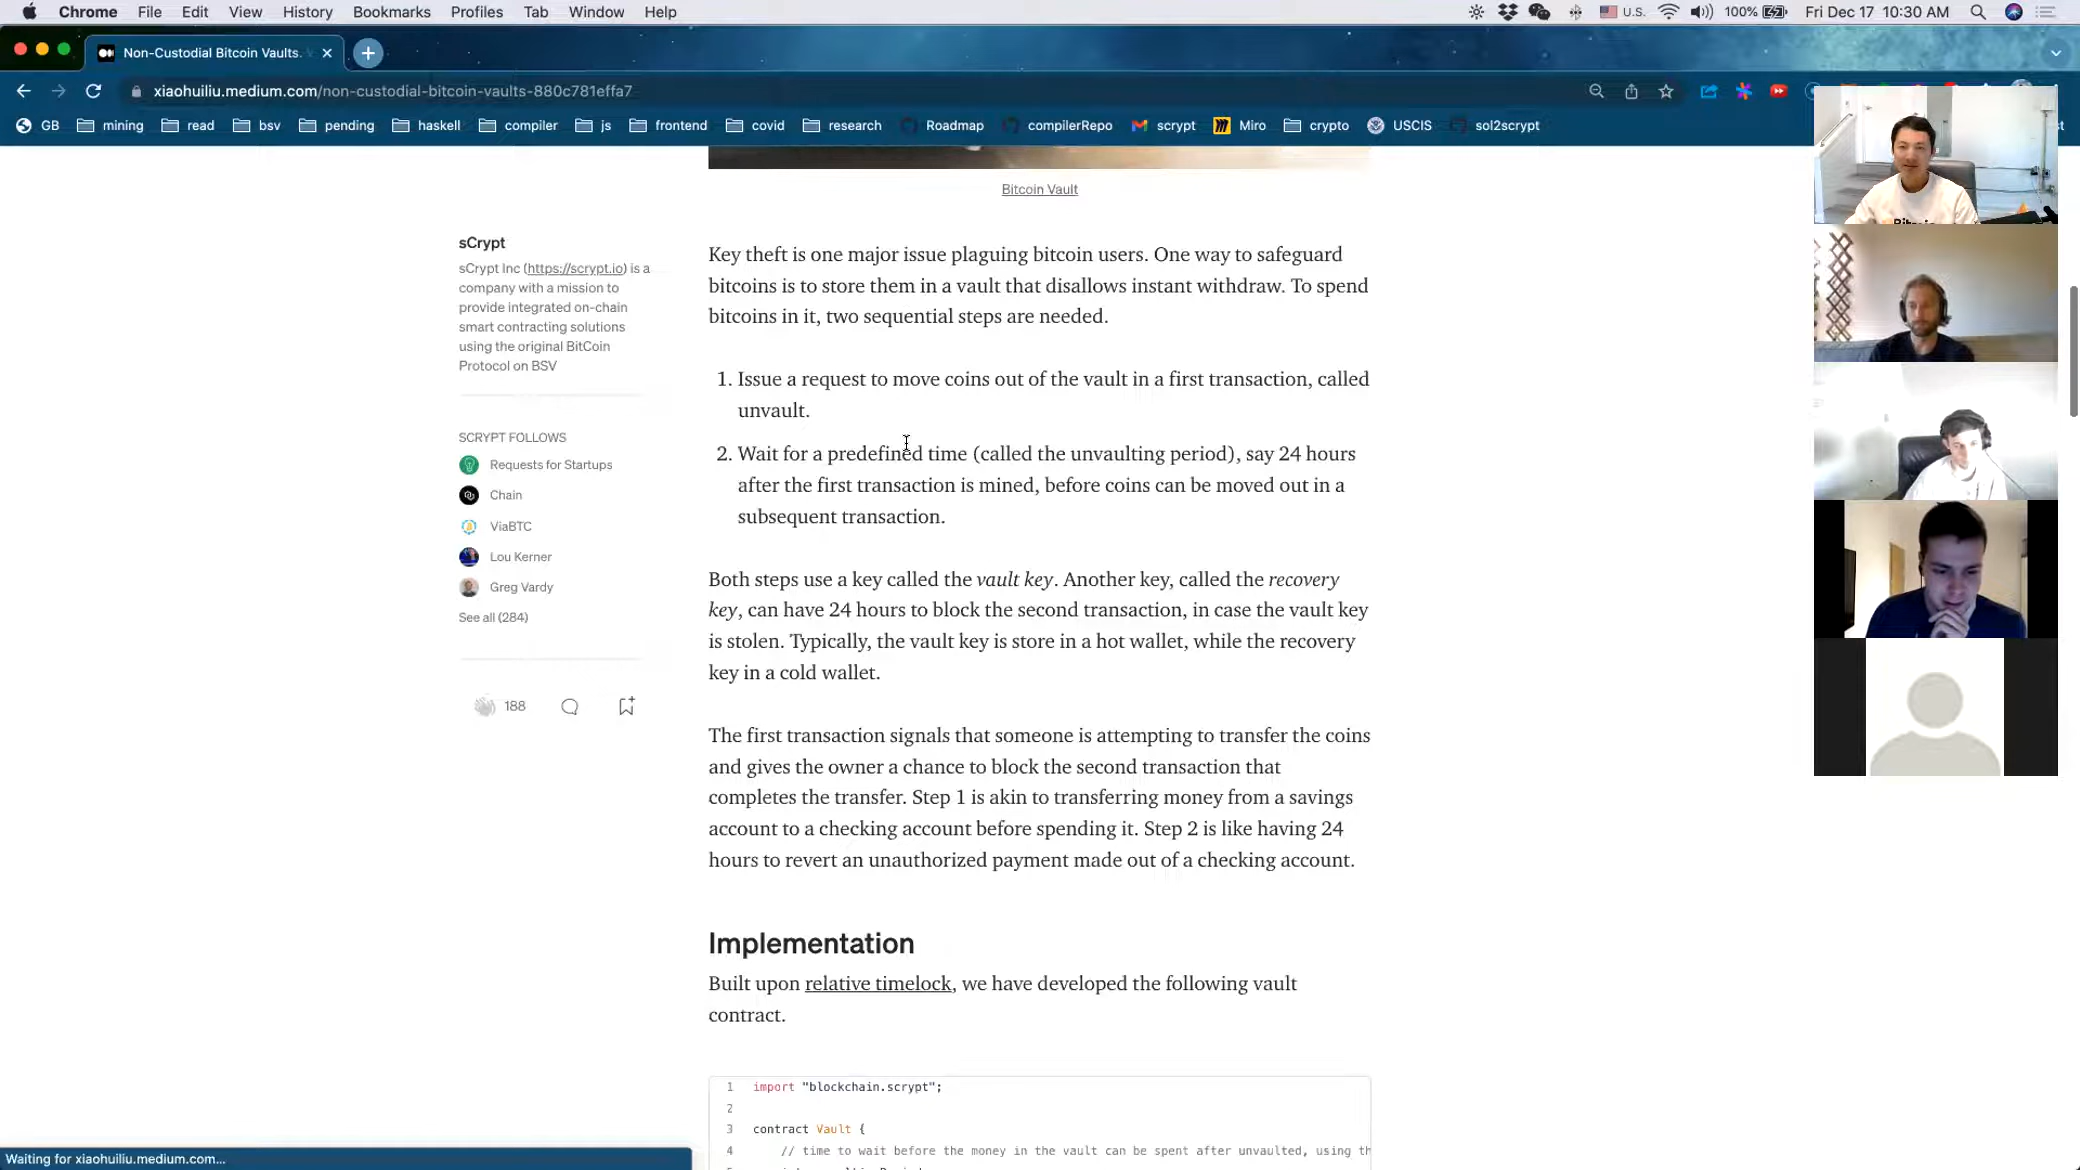 Chrome File Edit View History Bookmarks Profiles Tab Window Help U.S. 100% Fri Dec 17 10:30 AM
Non-Custodial Bitcoin Vaults.
xiaohuiliu.medium.com/non-custodial-bitcoin-vaults-880c781effa7
GB mining read bsv pending haskell compiler js frontend covid research Roadmap compilerRepo scrypt Miro crypto USCIS sol2scrypt
Bitcoin Vault
sCrypt
sCrypt Inc (https://scrypt.io) is a
company with a mission to
provide integrated on-chain
smart contracting solutions
using the original BitCoin
Protocol on BSV
SCRYPT FOLLOWS
Requests for Startups
Chain
ViaBTC
Lou Kerner
Greg Vardy
See all (284)
188
Key theft is one major issue plaguing bitcoin users. One way to safeguard
bitcoins is to store them in a vault that disallows instant withdraw. To spend
bitcoins in it, two sequential steps are needed.
1. Issue a request to move coins out of the vault in a first transaction, called
unvault.
2. Wait for a predefined time (called the unvaulting period), say 24 hours
after the first transaction is mined, before coins can be moved out in a
subsequent transaction.
Both steps use a key called the vault key. Another key, called the recovery
key, can have 24 hours to block the second transaction, in case the vault key
is stolen. Typically, the vault key is store in a hot wallet, while the recovery
key in a cold wallet.
The first transaction signals that someone is attempting to transfer the coins
and gives the owner a chance to block the second transaction that
completes the transfer. Step 1 is akin to transferring money from a savings
account to a checking account before spending it. Step 2 is like having 24
hours to revert an unauthorized payment made out of a checking account.
Implementation
Built upon relative timelock, we have developed the following vault
contract.
1 import "blockchain.scrypt";
2
3 contract Vault {
4 // time to wait before the money in the vault can be spent after unvaulted, using th
Waiting for xiaohuiliu.medium.com...